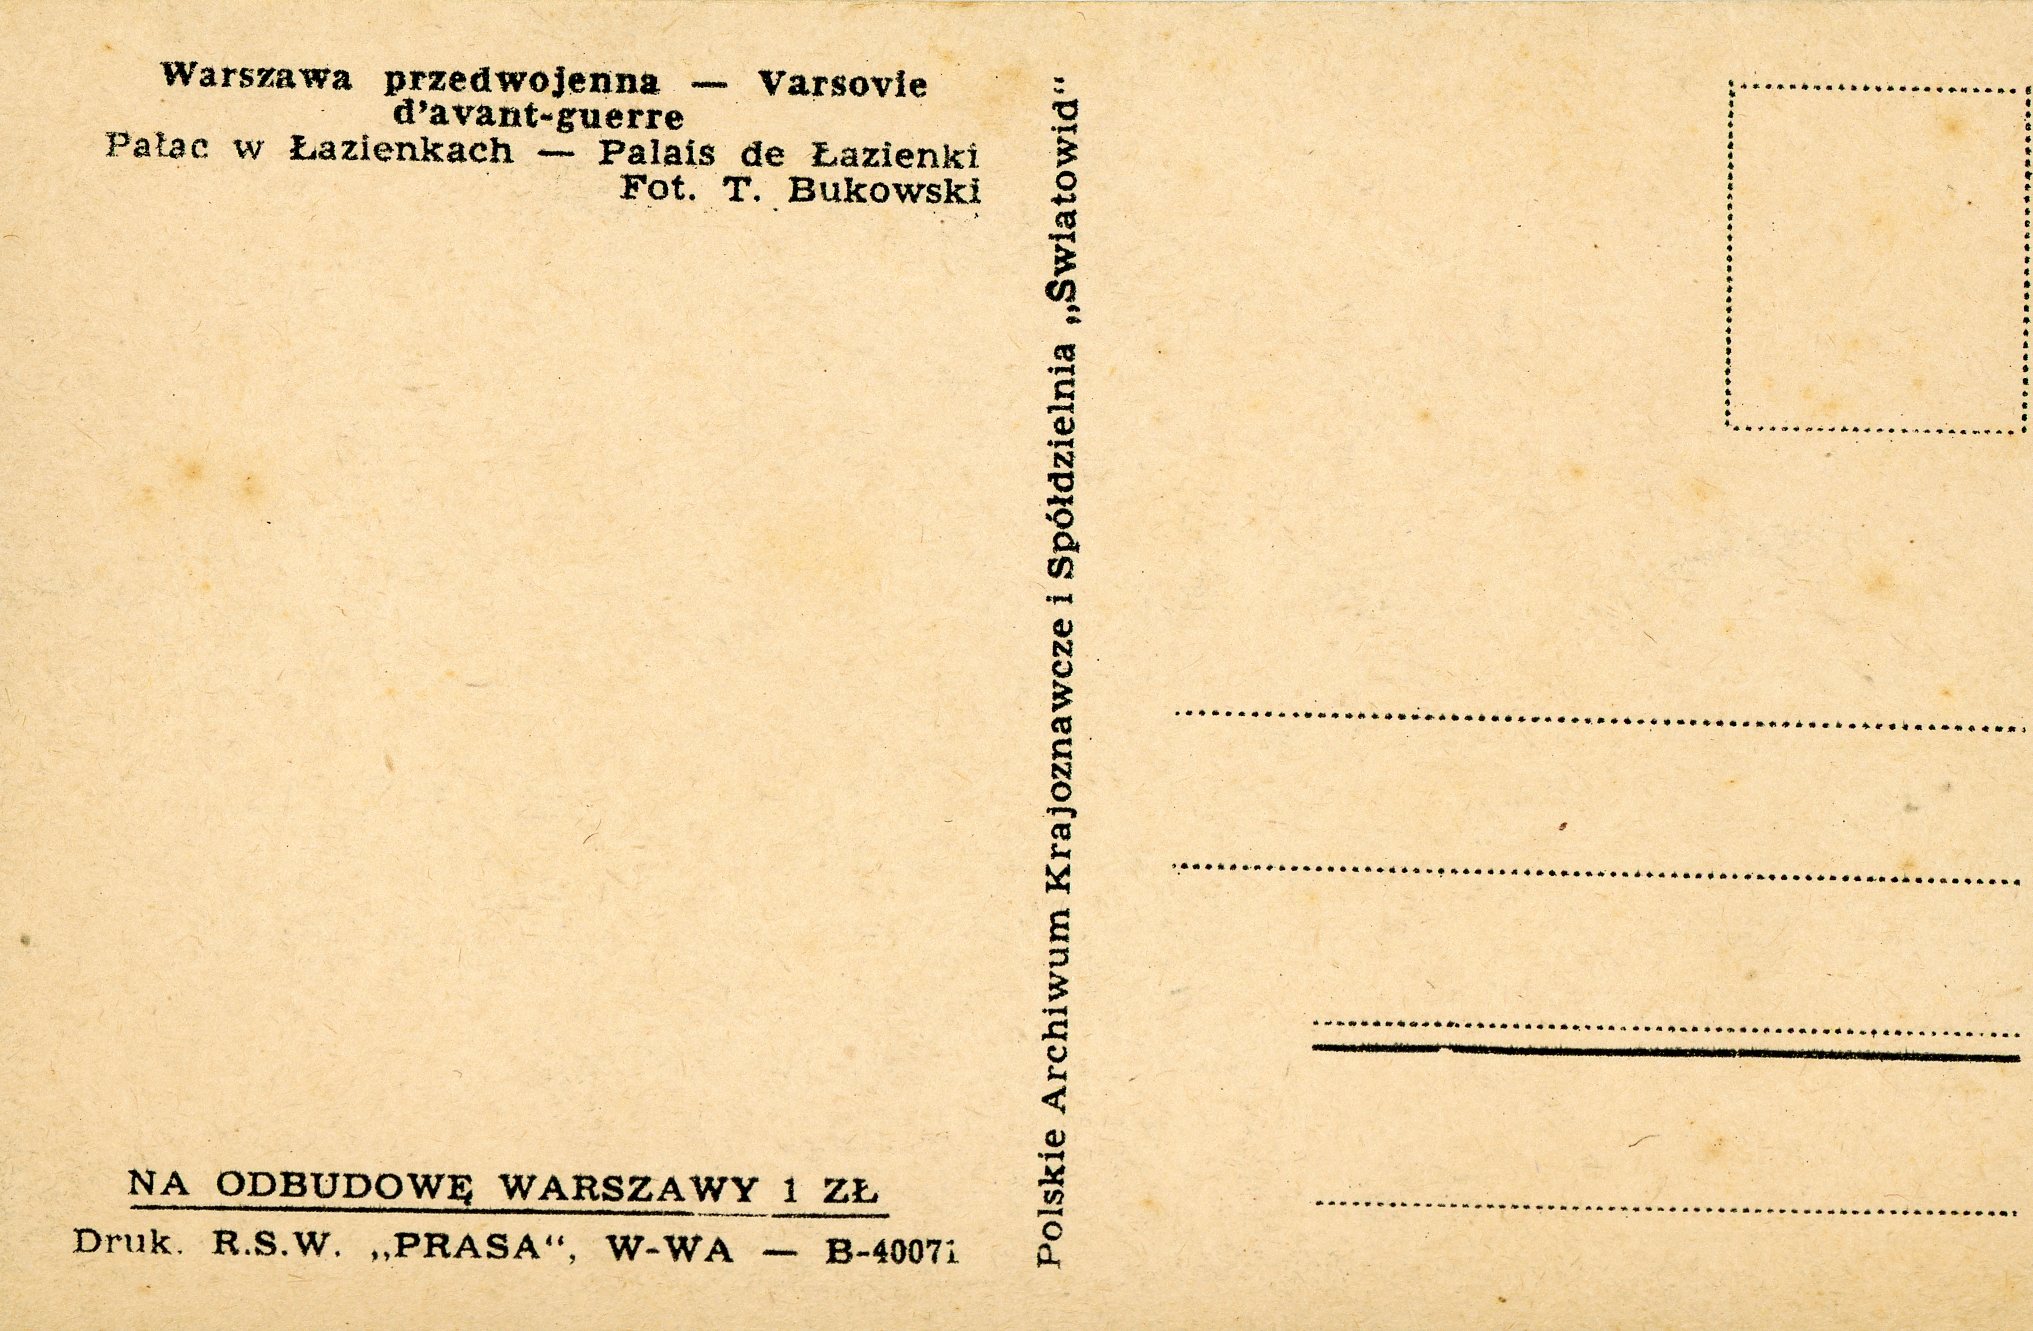 Warszawa przedwojenna — Varsovie
d'avant-guerre
Pałac w Łazienkach — Palais de Łazienki
Fot. T. Bukowski
Polskie Archiwum Krajoznawcze i Spółdzielnia „Swiatowid“
NA ODBUDOWĘ WARSZAWY 1 ZŁ
Druk. R.S.W. „PRASA“, W-WA — B-40071